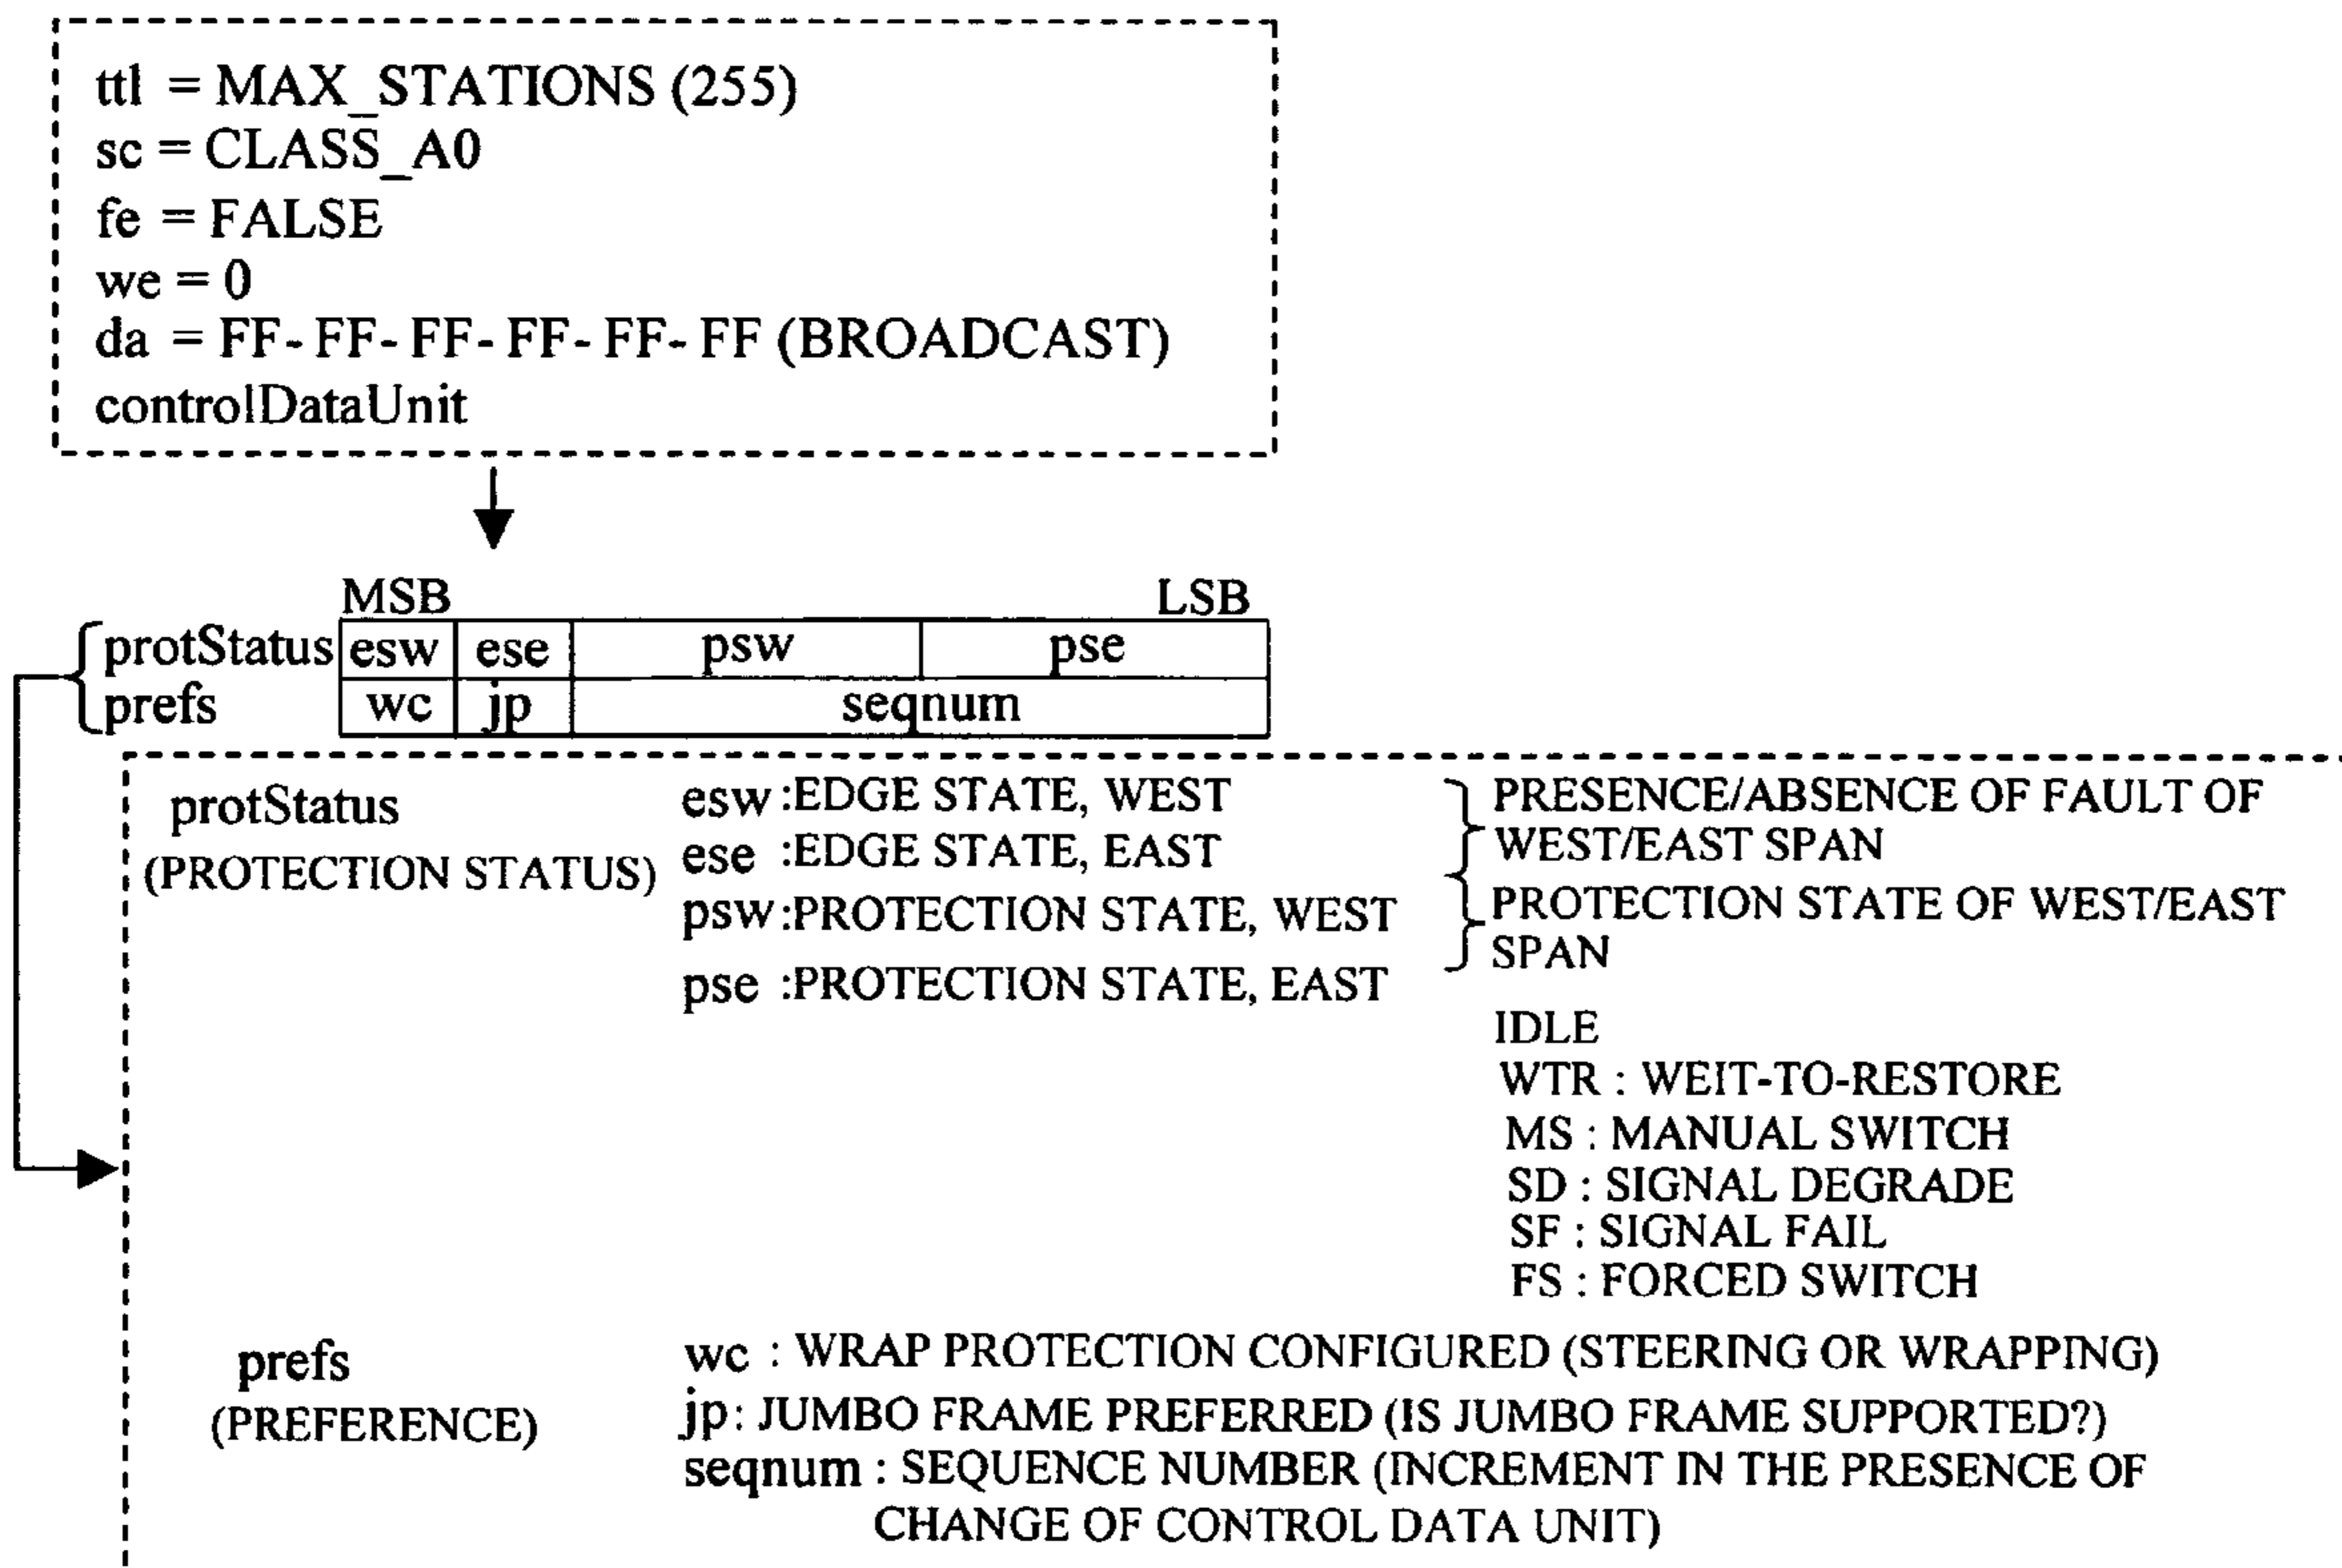 ttl = MAX_STATIONS (255)
sc = CLASS_A0
fe = FALSE
we = 0
da = FF- FF- FF- FF- FF- FF (BROADCAST)
controlDataUnit
MSB LSB
protStatus esw ese psw pse
prefs wc jp seqnum
protStatus
(PROTECTION STATUS)
esw :EDGE STATE, WEST
ese :EDGE STATE, EAST
psw :PROTECTION STATE, WEST
pse :PROTECTION STATE, EAST
PRESENCE/ABSENCE OF FAULT OF
WEST/EAST SPAN
PROTECTION STATE OF WEST/EAST
SPAN
IDLE
WTR : WEIT-TO-RESTORE
MS : MANUAL SWITCH
SD : SIGNAL DEGRADE
SF : SIGNAL FAIL
FS : FORCED SWITCH
prefs
(PREFERENCE)
wc : WRAP PROTECTION CONFIGURED (STEERING OR WRAPPING)
jp: JUMBO FRAME PREFERRED (IS JUMBO FRAME SUPPORTED?)
seqnum : SEQUENCE NUMBER (INCREMENT IN THE PRESENCE OF
CHANGE OF CONTROL DATA UNIT)